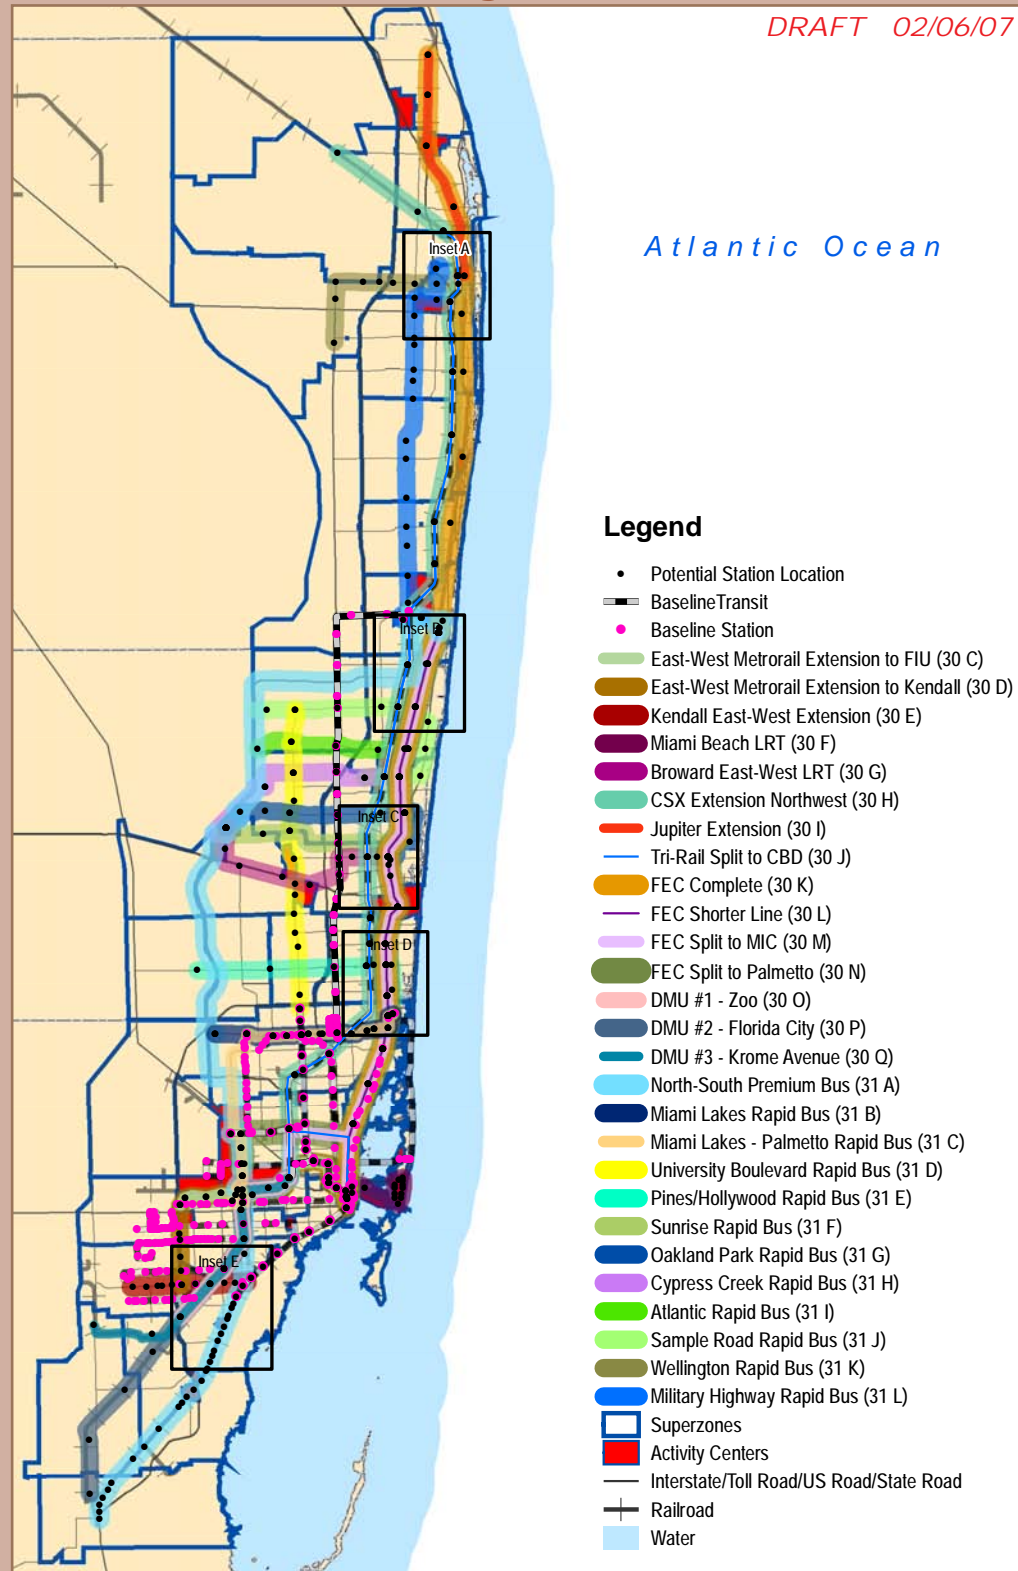 DRAFT 02/06/07
Atlantic Ocean
Inset A
Inset
Inset C
Inset D
Inset E
Legend
Potential Station Location
BaselineTransit
Baseline Station
East-West Metrorail Extension to FIU (30 C)
East-West Metrorail Extension to Kendall (30 D)
Kendall East-West Extension (30 E)
Miami Beach LRT (30 F)
Broward East-West LRT (30 G)
CSX Extension Northwest (30 H)
Jupiter Extension (30 I)
Tri-Rail Split to CBD (30 J)
FEC Complete (30 K)
FEC Shorter Line (30 L)
FEC Split to MIC (30 M)
FEC Split to Palmetto (30 N)
DMU #1 - Zoo (30 O)
DMU #2 - Florida City (30 P)
DMU #3 - Krome Avenue (30 Q)
North-South Premium Bus (31 A)
Miami Lakes Rapid Bus (31 B)
Miami Lakes - Palmetto Rapid Bus (31 C)
University Boulevard Rapid Bus (31 D)
Pines/Hollywood Rapid Bus (31 E)
Sunrise Rapid Bus (31 F)
Oakland Park Rapid Bus (31 G)
Cypress Creek Rapid Bus (31 H)
Atlantic Rapid Bus (31 I)
Sample Road Rapid Bus (31 J)
Wellington Rapid Bus (31 K)
Military Highway Rapid Bus (31 L)
Superzones
Activity Centers
Interstate/Toll Road/US Road/State Road
Railroad
Water